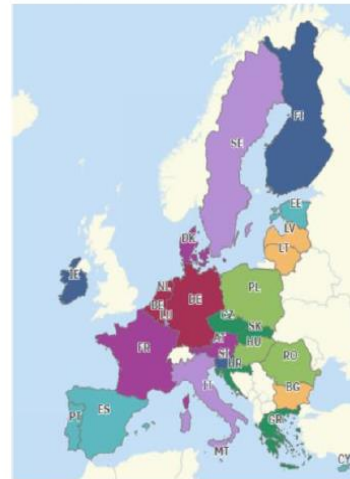 FI
SE
EE
LV
DK
LT
IE
NL
PL
BE
DE
LU
CZ
SK
FR
AT
HU
SI
HR
RO
IT
BG
PT
ES
GR
MT
CY